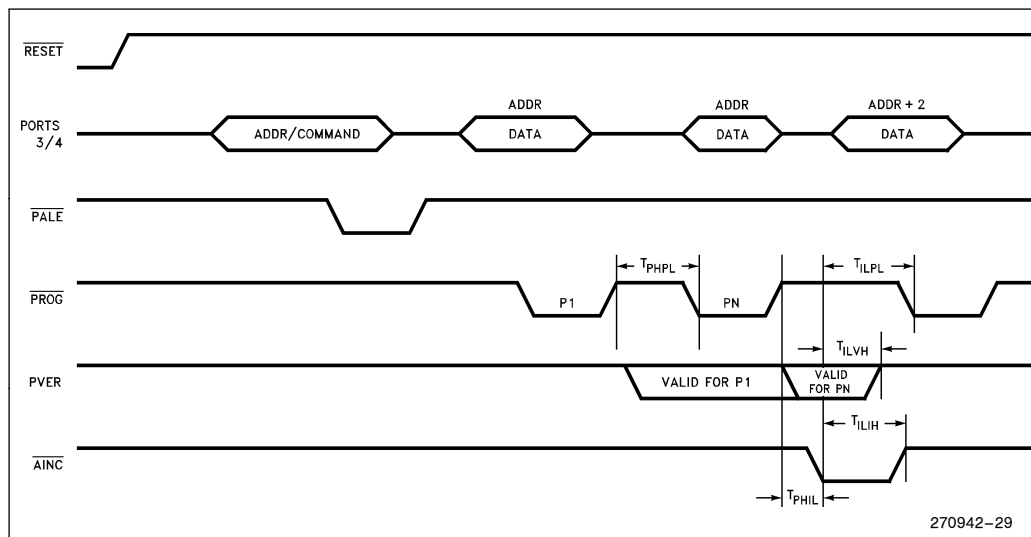 RESET
ADDR ADDR ADDR + 2
PORTS
3/4
ADDR/COMMAND DATA DATA DATA
PALE
TPHPL TILPL
PROG
P1 PN
TILVH
PVER
VALID FOR P1
VALID
FOR PN
TILIH
AINC
TPHIL
270942–29